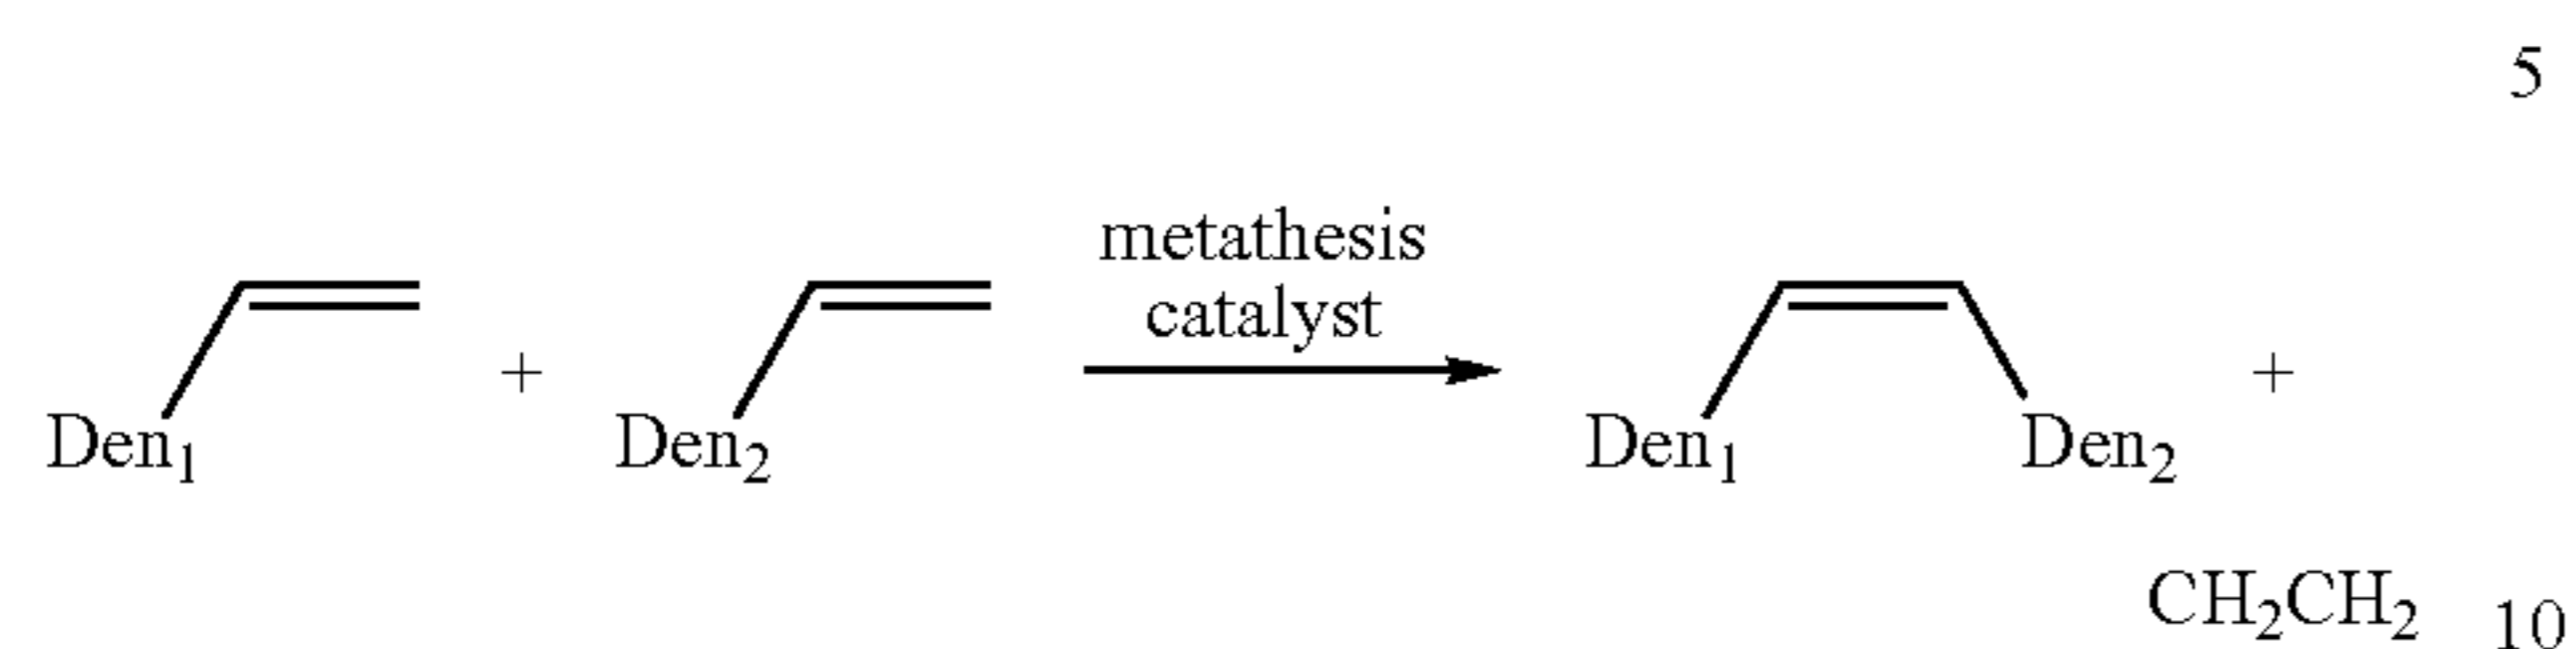 5
metathesis
catalyst
Den₁ + Den₂ Den₁ Den₂ +
CH₂CH₂ 10